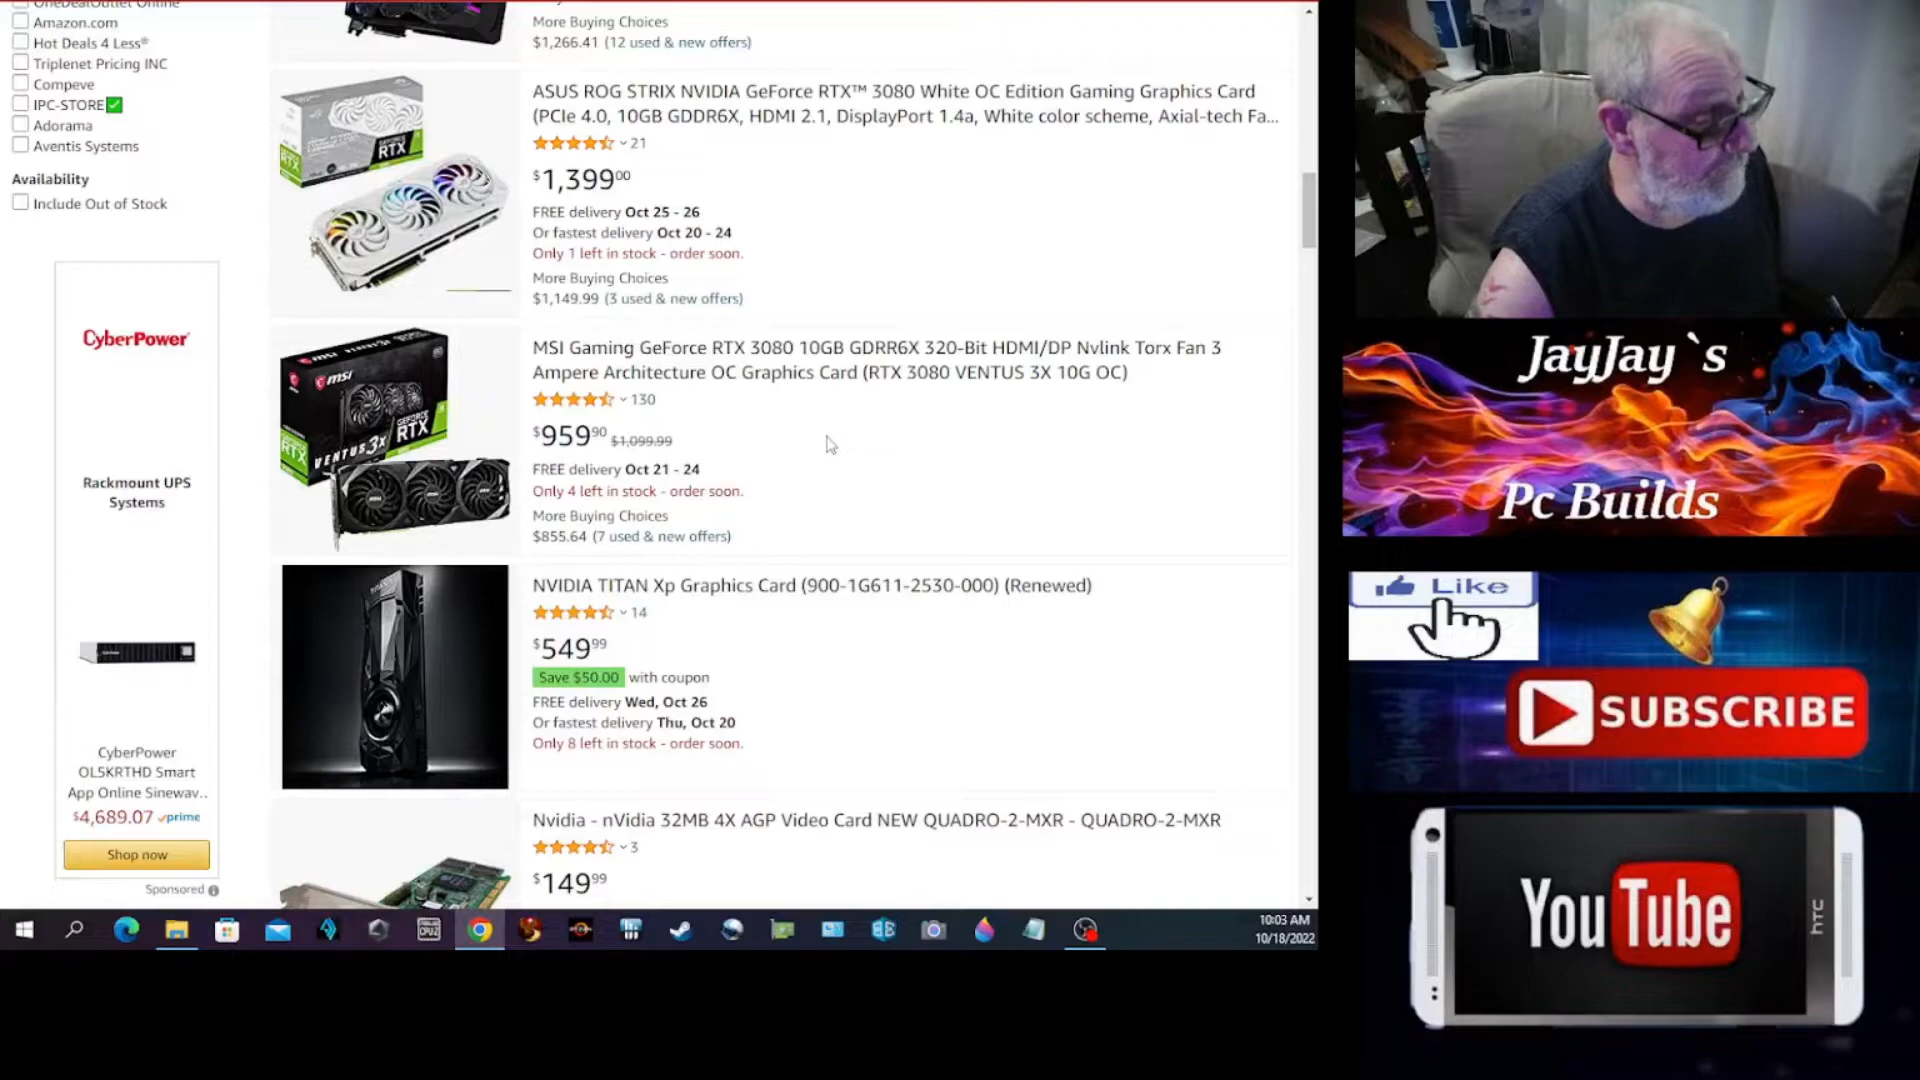 OneDealOutlet Online
Amazon.com
Hot Deals 4 Less®
Triplenet Pricing INC
Compeve
IPC-STORE✅
Adorama
Aventis Systems
Availability
Include Out of Stock
CyberPower
Rackmount UPS
Systems
CyberPower
OL5KRTHD Smart
App Online Sinewav..
$4,689.07 prime
Shop now
Sponsored
More Buying Choices
$1,266.41 (12 used & new offers)
ASUS ROG STRIX NVIDIA GeForce RTX™ 3080 White OC Edition Gaming Graphics Card
(PCIe 4.0, 10GB GDDR6X, HDMI 2.1, DisplayPort 1.4a, White color scheme, Axial-tech Fa...
21
$1,399.00
FREE delivery Oct 25 - 26
Or fastest delivery Oct 20 - 24
Only 1 left in stock - order soon.
More Buying Choices
$1,149.99 (3 used & new offers)
GEFORCE
RTX
MSI Gaming GeForce RTX 3080 10GB GDRR6X 320-Bit HDMI/DP Nvlink Torx Fan 3
Ampere Architecture OC Graphics Card (RTX 3080 VENTUS 3X 10G OC)
130
$959.90 $1,099.99
FREE delivery Oct 21 - 24
Only 4 left in stock - order soon.
More Buying Choices
$855.64 (7 used & new offers)
msi
GEFORCE
RTX
VENTUS 3X
NVIDIA TITAN Xp Graphics Card (900-1G611-2530-000) (Renewed)
14
$549.99
Save $50.00 with coupon
FREE delivery Wed, Oct 26
Or fastest delivery Thu, Oct 20
Only 8 left in stock - order soon.
Nvidia - nVidia 32MB 4X AGP Video Card NEW QUADRO-2-MXR - QUADRO-2-MXR
3
$149.99
10:03 AM
10/18/2022
JayJay`s
Pc Builds
Like
SUBSCRIBE
YouTube
hTC